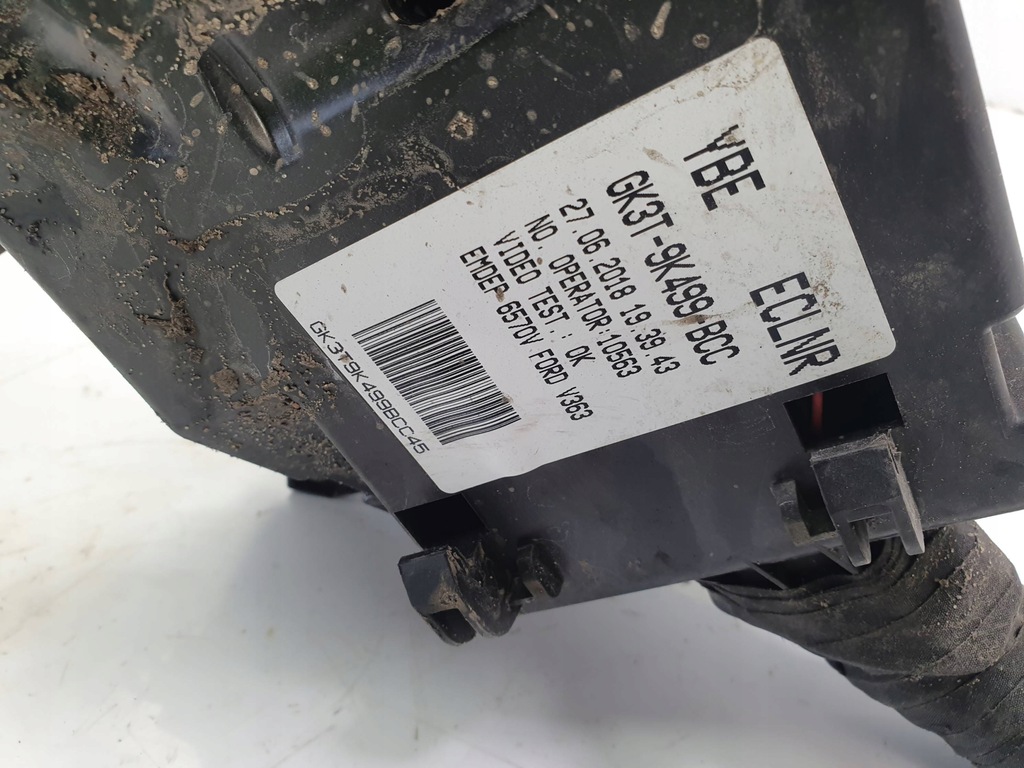 YBE ECLNR
GK3T-9K499-BCC
27.06.2018 19.39.43
NO . OPERATOR:10563
VIDEO TEST : OK
EMDEP 6570V FORD V363
GK3T9K499BCC45